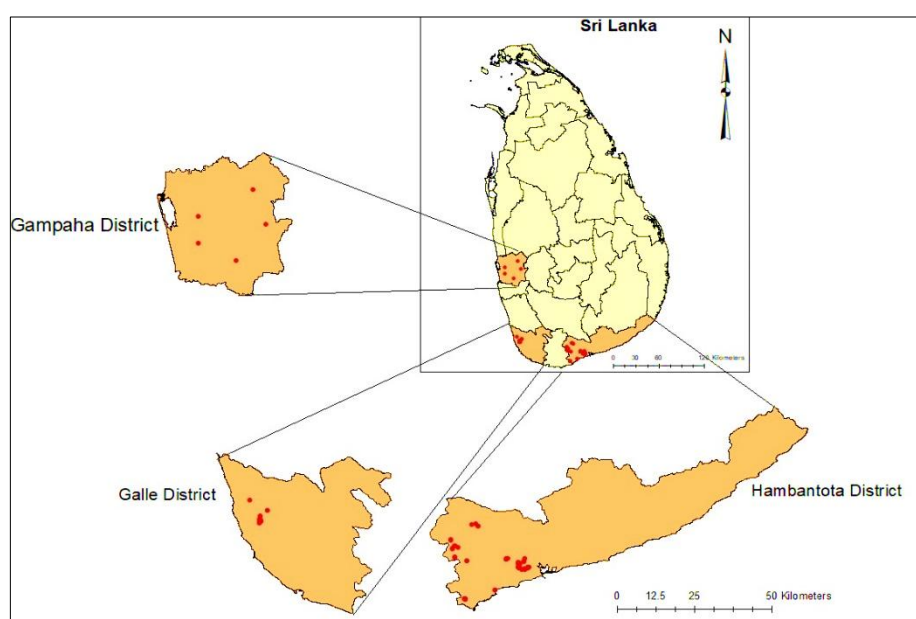 Sri Lanka
N
Gampaha District
0 30 60 120 Kilometers
Galle District
Hambantota District
0 12.5 25 50 Kilometers